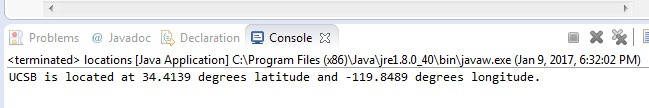 Problems @ Javadoc Declaration Console
<terminated> locations [Java Application] C:\Program Files (x86)\Java\jre1.8.0_40\bin\javaw.exe (Jan 9, 2017, 6:32:02 PM)
UCSB is located at 34.4139 degrees latitude and -119.8489 degrees longitude.